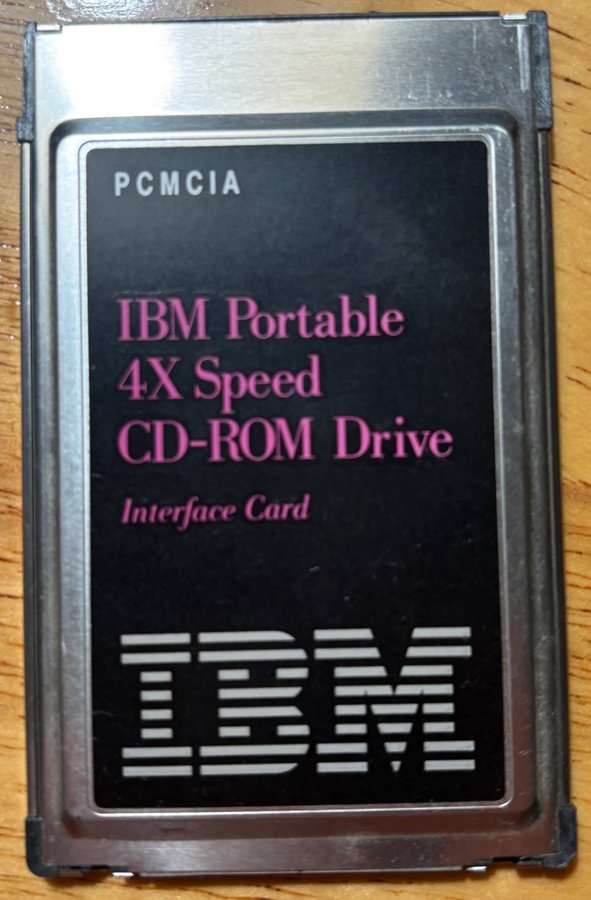 PCMCIA
IBM Portable
4X Speed
CD-ROM Drive
Interface Card
IBM